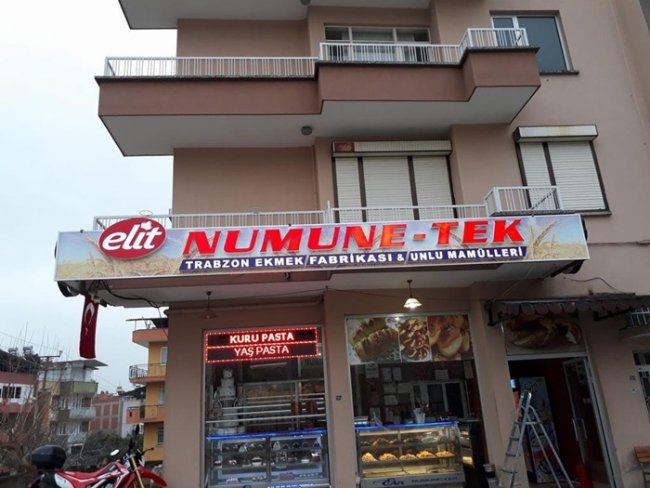 elit
NUMUNE-TEK
TRABZON EKMEK FABRİKASI & UNLU MAMÜLLERİ
KURU PASTA
YAŞ PASTA